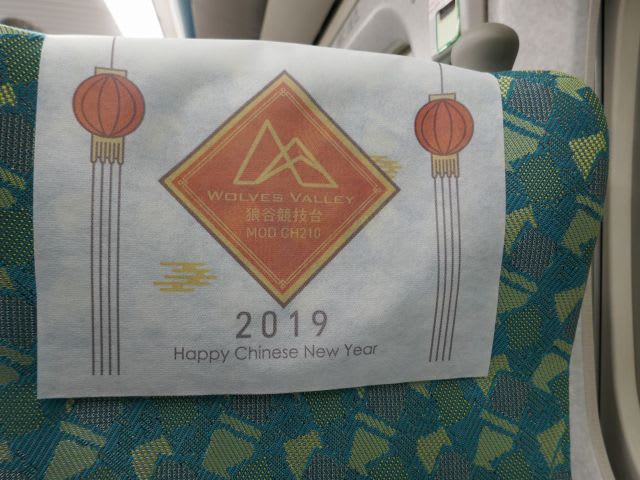 WOLVES VALLEY
狼谷競技台
MOD CH210
2019
Happy Chinese New Year